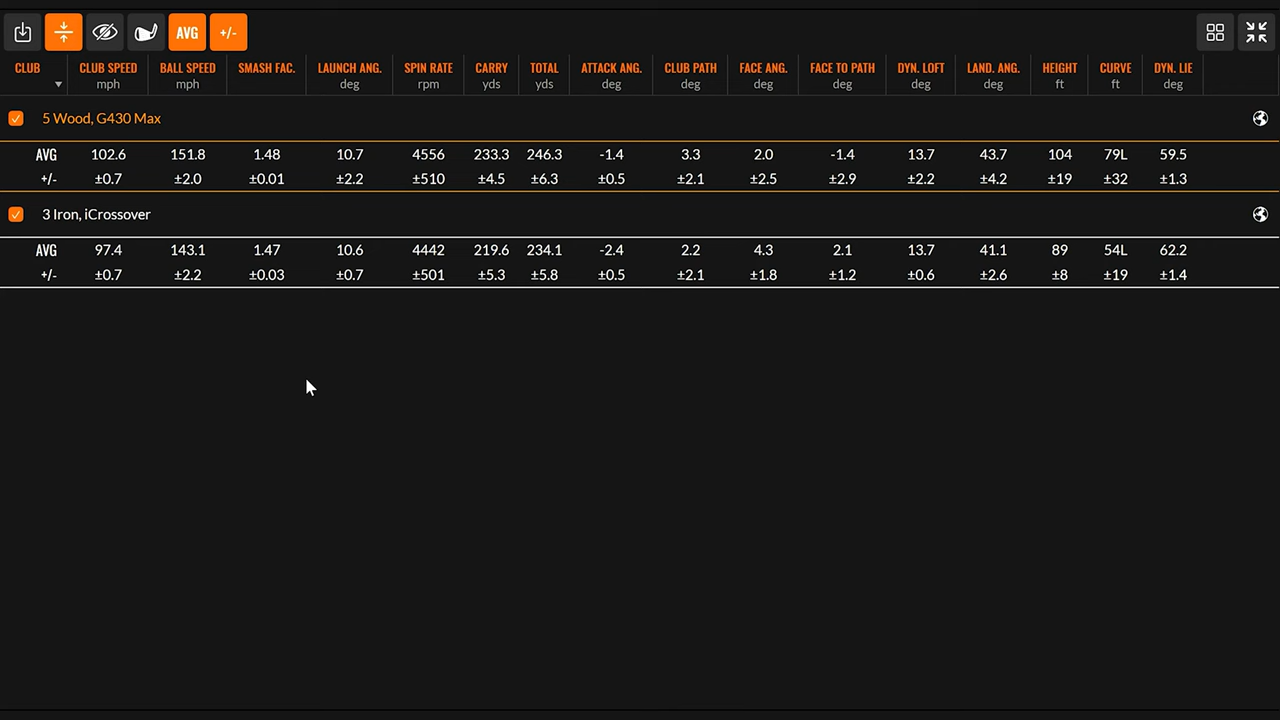 AVG +/-
CLUB CLUB SPEED BALL SPEED SMASH FAC. LAUNCH ANG. SPIN RATE CARRY TOTAL ATTACK ANG. CLUB PATH FACE ANG. FACE TO PATH DYN. LOFT LAND. ANG. HEIGHT CURVE DYN. LIE
mph mph deg rpm yds yds deg deg deg deg deg deg ft ft deg
5 Wood, G430 Max
AVG 102.6 151.8 1.48 10.7 4556 233.3 246.3 -1.4 3.3 2.0 -1.4 13.7 43.7 104 79L 59.5
+/- ±0.7 ±2.0 ±0.01 ±2.2 ±510 ±4.5 ±6.3 ±0.5 ±2.1 ±2.5 ±2.9 ±2.2 ±4.2 ±19 ±32 ±1.3
3 Iron, iCrossover
AVG 97.4 143.1 1.47 10.6 4442 219.6 234.1 -2.4 2.2 4.3 2.1 13.7 41.1 89 54L 62.2
+/- ±0.7 ±2.2 ±0.03 ±0.7 ±501 ±5.3 ±5.8 ±0.5 ±2.1 ±1.8 ±1.2 ±0.6 ±2.6 ±8 ±19 ±1.4